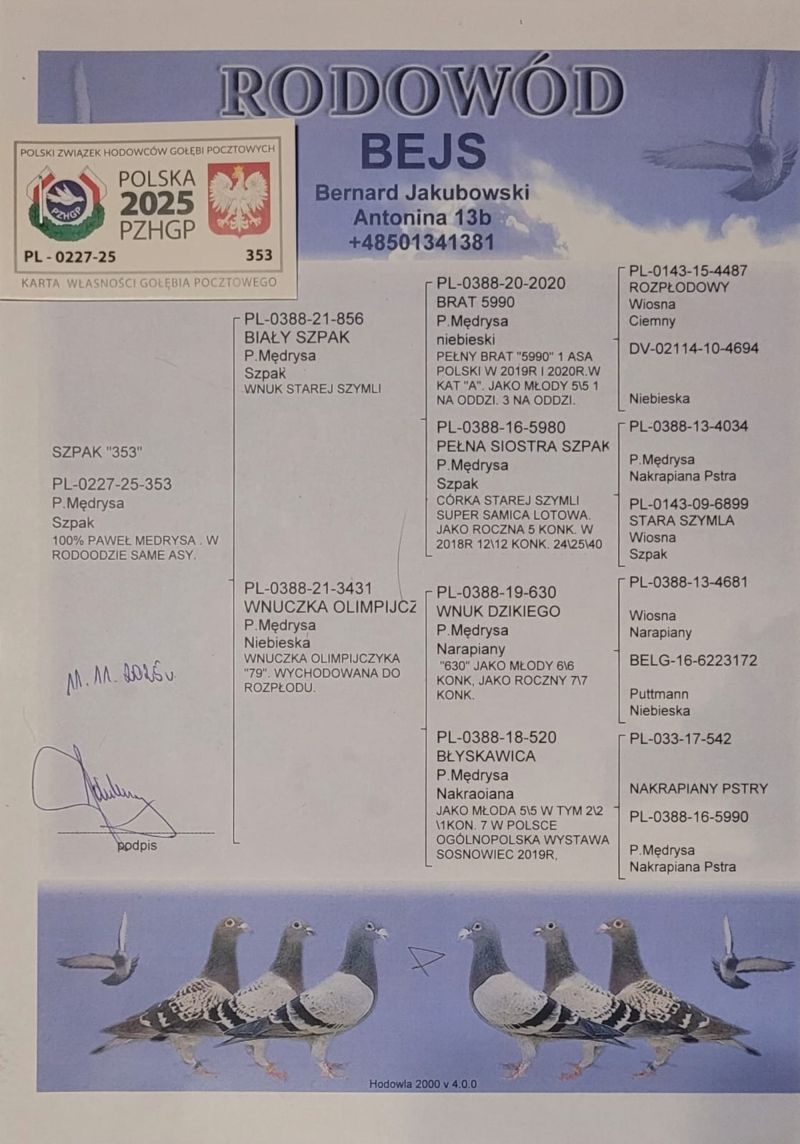 RODOWÓD
BEJS
Bernard Jakubowski
Antonina 13b
+48501341381
POLSKI ZWIĄZEK HODOWCÓW GOŁĘBI POCZTOWYCH
PZHGP
POLSKA
2025
PZHGP
PL - 0227-25 353
KARTA WŁASNOŚCI GOŁĘBIA POCZTOWEGO
SZPAK "353"
PL-0227-25-353
P.Mędrysa
Szpak
100% PAWEŁ MEDRYSA . W
RODOODZIE SAME ASY.
11.11.2025r
podpis
PL-0388-21-856
BIAŁY SZPAK
P.Mędrysa
Szpak
WNUK STAREJ SZYMLI
PL-0388-21-3431
WNUCZKA OLIMPIJCZ
P.Mędrysa
Niebieska
WNUCZKA OLIMPIJCZYKA
"79". WYCHODOWANA DO
ROZPŁODU.
PL-0388-20-2020
BRAT 5990
P.Mędrysa
niebieski
PEŁNY BRAT "5990" 1 ASA
POLSKI W 2019R I 2020R.W
KAT "A". JAKO MŁODY 5\5 1
NA ODDZI. 3 NA ODDZI.
PL-0388-16-5980
PEŁNA SIOSTRA SZPAK
P.Mędrysa
Szpak
CÓRKA STAREJ SZYMLI
SUPER SAMICA LOTOWA.
JAKO ROCZNA 5 KONK. W
2018R 12\12 KONK. 24\25\40
PL-0388-19-630
WNUK DZIKIEGO
P.Mędrysa
Narapiany
"630" JAKO MŁODY 6\6
KONK, JAKO ROCZNY 7\7
KONK.
PL-0388-18-520
BŁYSKAWICA
P.Mędrysa
Nakraoiana
JAKO MŁODA 5\5 W TYM 2\2
\1KON. 7 W POLSCE
OGÓLNOPOLSKA WYSTAWA
SOSNOWIEC 2019R,
PL-0143-15-4487
ROZPŁODOWY
Wiosna
Ciemny
DV-02114-10-4694
Niebieska
PL-0388-13-4034
P.Mędrysa
Nakrapiana Pstra
PL-0143-09-6899
STARA SZYMLA
Wiosna
Szpak
PL-0388-13-4681
Wiosna
Narapiany
BELG-16-6223172
Puttmann
Niebieska
PL-033-17-542
NAKRAPIANY PSTRY
PL-0388-16-5990
P.Mędrysa
Nakrapiana Pstra
Hodowla 2000 v 4.0.0